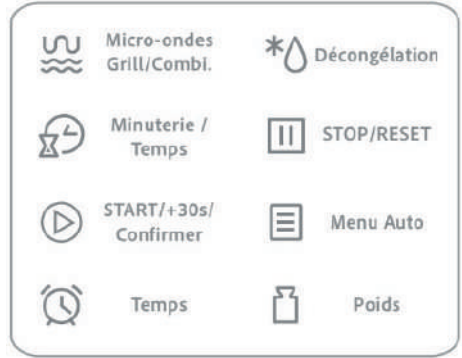 Micro-ondes
Grill/Combi.
Décongélation
Minuterie /
Temps
STOP/RESET
START/+30s/
Confirmer
Menu Auto
Temps
Poids